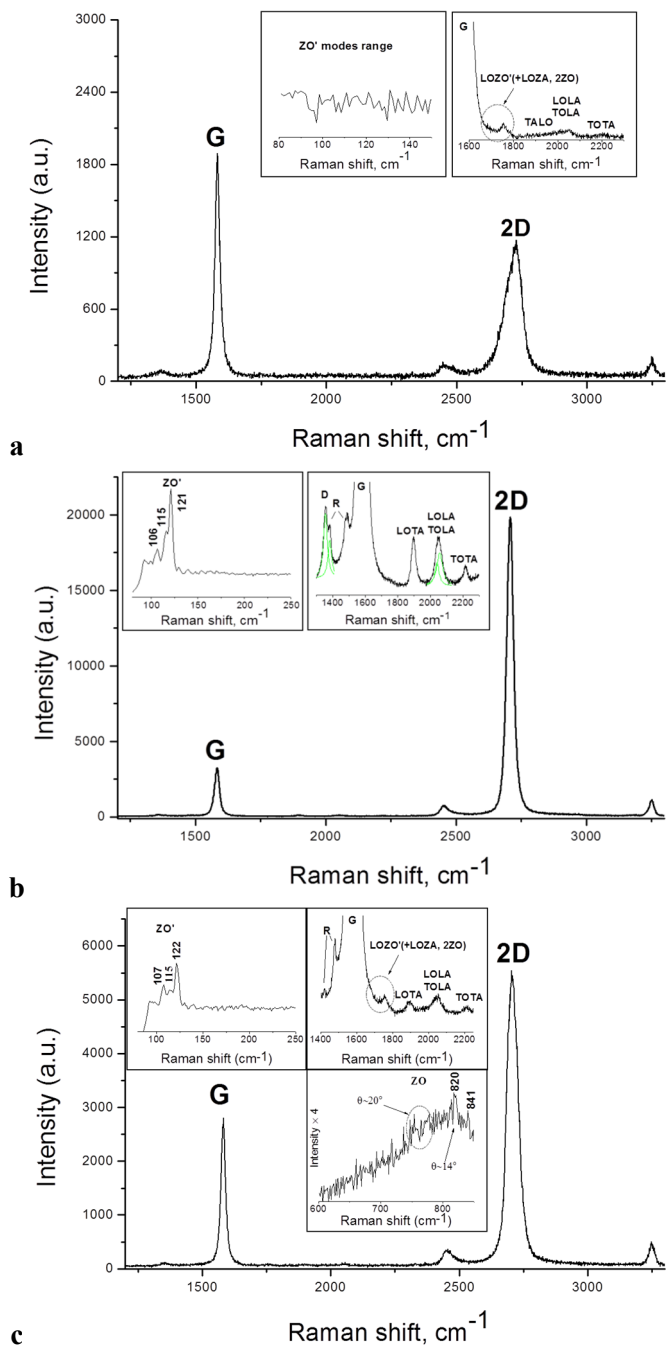 3000
2400
1800
1200
600
0
Intensity (a.u.)
G
2D
ZO' modes range
80 100 120 140
Raman shift, cm-1
G
LOZO'(+LOZA, 2ZO)
LOLA
TALO TOLA TOTA
1600 1800 2000 2200
Raman shift, cm-1
1500 2000 2500 3000
Raman shift, cm-1
a
20000
15000
10000
5000
0
Intensity (a.u.)
G
2D
ZO'
106 115 121
100 150 200 250
Raman shift, cm-1
D R G
LOTA LOLA
TOLA TOTA
1400 1600 1800 2000 2200
Raman shift, cm-1
1500 2000 2500 3000
Raman shift, cm-1
b
6000
5000
4000
3000
2000
1000
0
Intensity (a.u.)
G
2D
ZO'
107 115 122
100 150 200 250
Raman shift (cm-1)
R G
LOZO'(+LOZA, 2ZO)
LOLA
LOTA TOLA TOTA
1400 1600 1800 2000 2200
Raman shift (cm-1)
Intensity × 4
ZO
820 841
θ~20°
θ~14°
600 700 800
Raman shift (cm-1)
1500 2000 2500 3000
Raman shift, cm-1
c